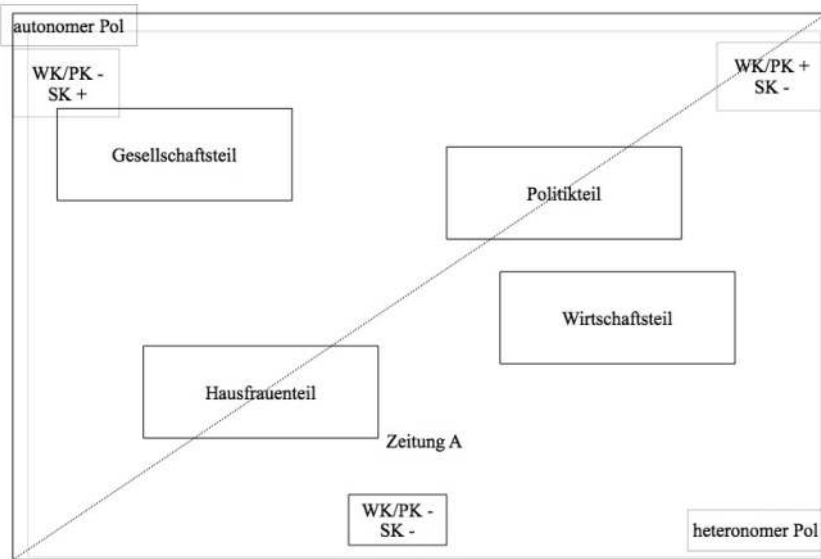 autonomer Pol
WK/PK -
SK +
WK/PK +
SK -
Gesellschaftsteil
Politikteil
Wirtschaftsteil
Hausfrauenteil
Zeitung A
WK/PK -
SK -
heteronomer Pol